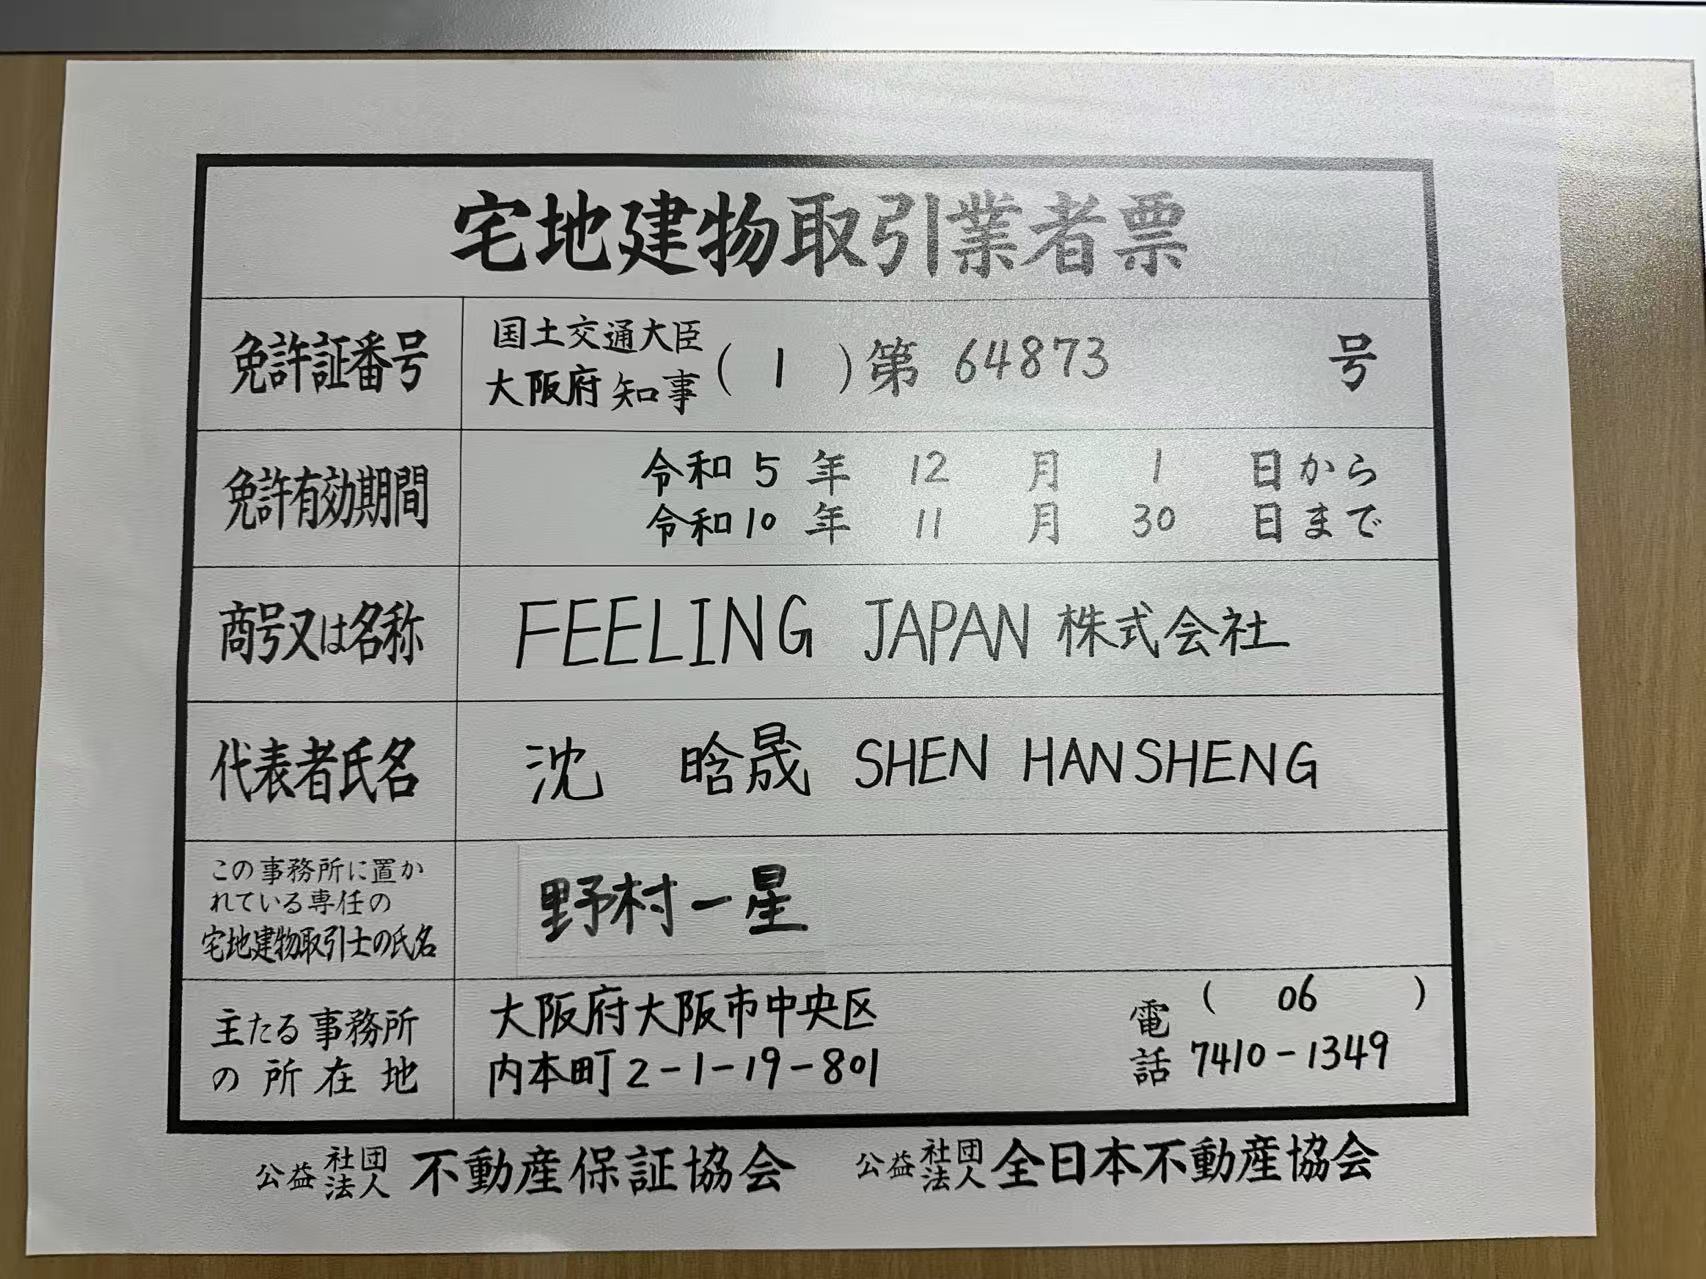 宅地建物取引業者票
免許証番号
国土交通大臣
大阪府知事
( 1 ) 第 64873 号
免許有効期間
令和5年 12月 1日から
令和10年 11月 30日まで
商号又は名称
FEELING JAPAN 株式会社
代表者氏名
沈 晗晟 SHEN HANSHENG
この事務所に置か
れている専任の
宅地建物取引士の氏名
野村一星
主たる事務所
の所在地
大阪府大阪市中央区
内本町2-1-19-801
電話 (06)
7410-1349
公益社団法人 不動産保証協会 公益社団法人 全日本不動産協会